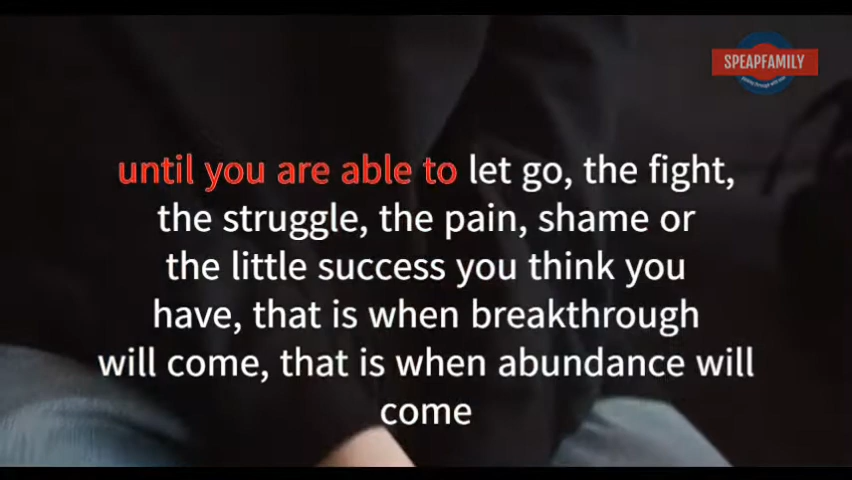 SPEAPFAMILY
until you are able to let go, the fight,
the struggle, the pain, shame or
the little success you think you
have, that is when breakthrough
will come, that is when abundance will
come